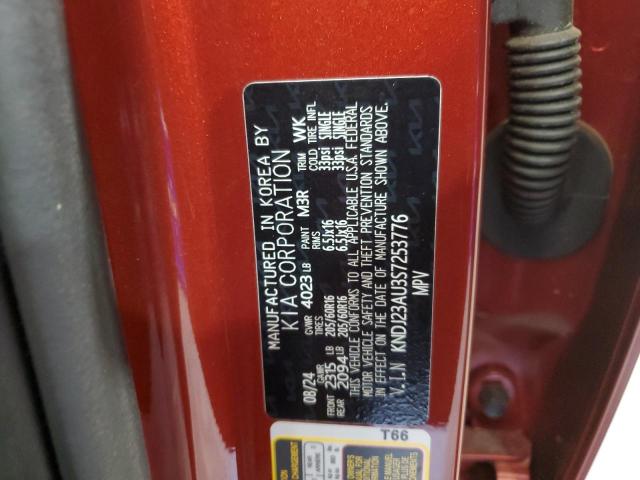 MANUFACTURED IN KOREA BY
KIA CORPORATION
08/24 GVWR 4023 LB PAINT M3R TRIM WK
GAWR TIRES RIMS COLD TIRE INFL
FRONT 2315 LB 205/60R16 6.5Jx16 33psi SINGLE
REAR 2094 LB 205/60R16 6.5Jx16 33psi SINGLE
THIS VEHICLE CONFORMS TO ALL APPLICABLE U.S.A. FEDERAL
MOTOR VEHICLE SAFETY, AND THEFT PREVENTION STANDARDS
IN EFFECT ON THE DATE OF MANUFACTURE SHOWN ABOVE.
V.I.N KNDJ23AU3S7253776
MPV
T66